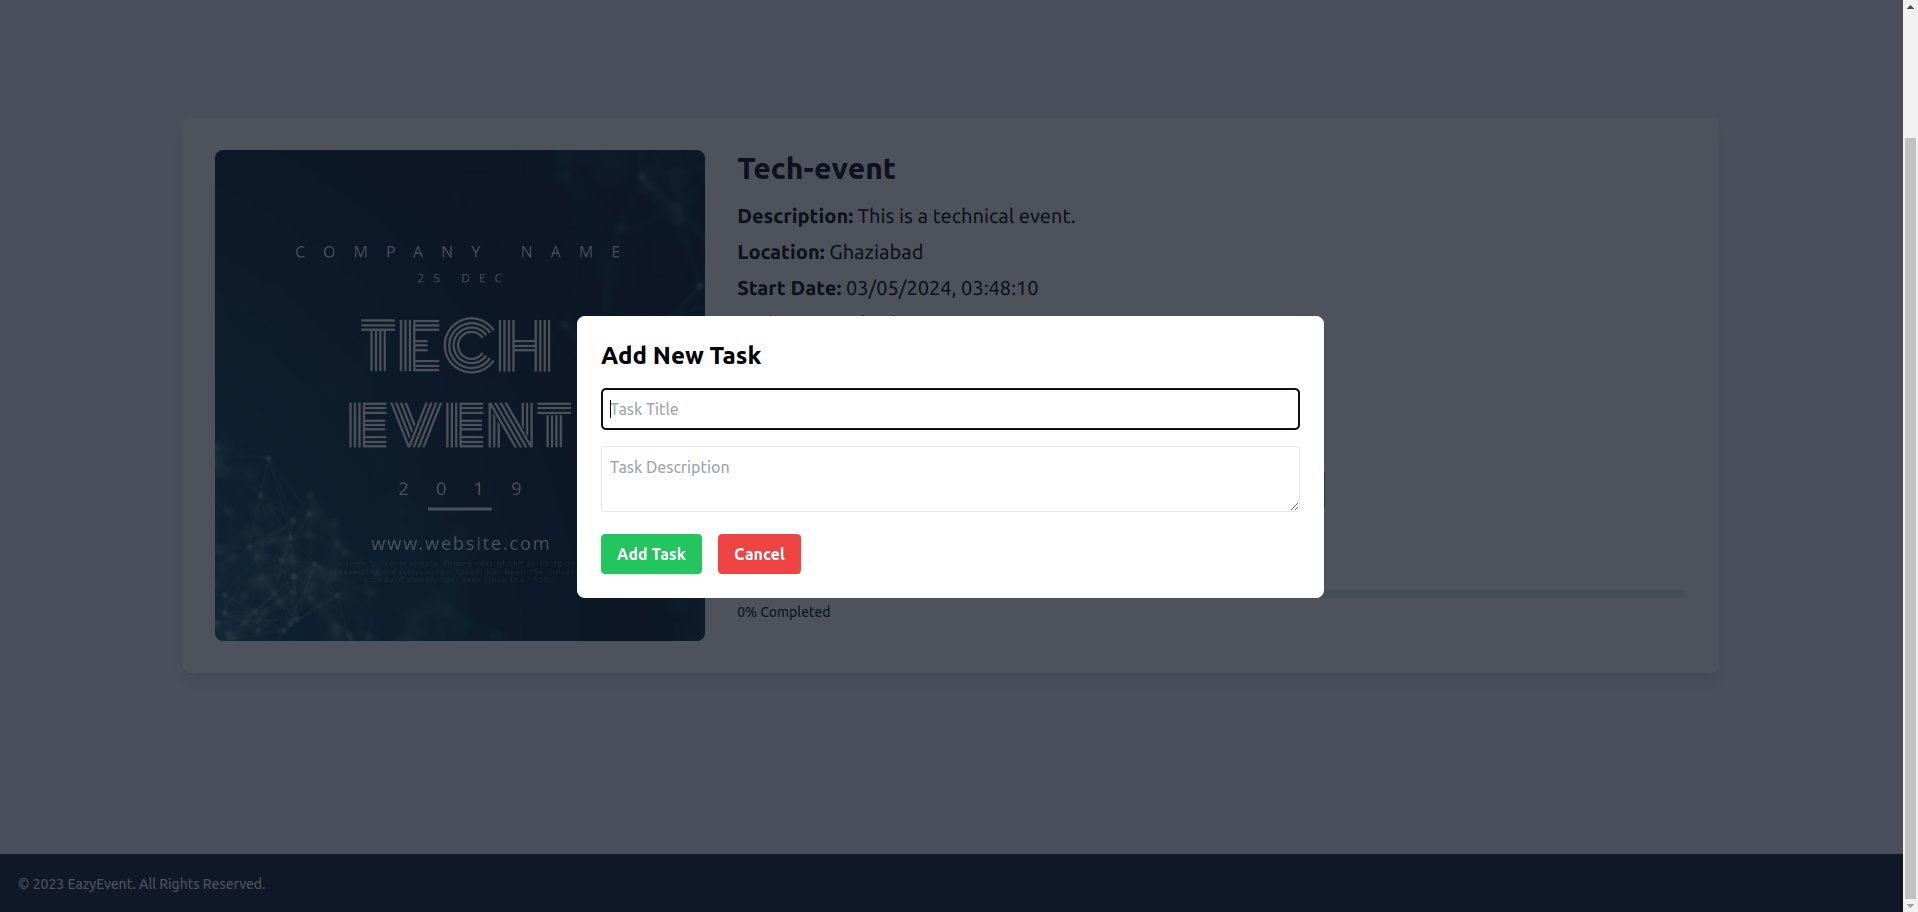 Tech-event
Description: This is a technical event.
Location: Ghaziabad
Start Date: 03/05/2024, 03:48:10
COMPANY NAME
25 DEC
TECH
EVENT
2019
www.website.com
Add New Task
Task Title
Task Description
Add Task
Cancel
0% Completed
© 2023 EazyEvent. All Rights Reserved.